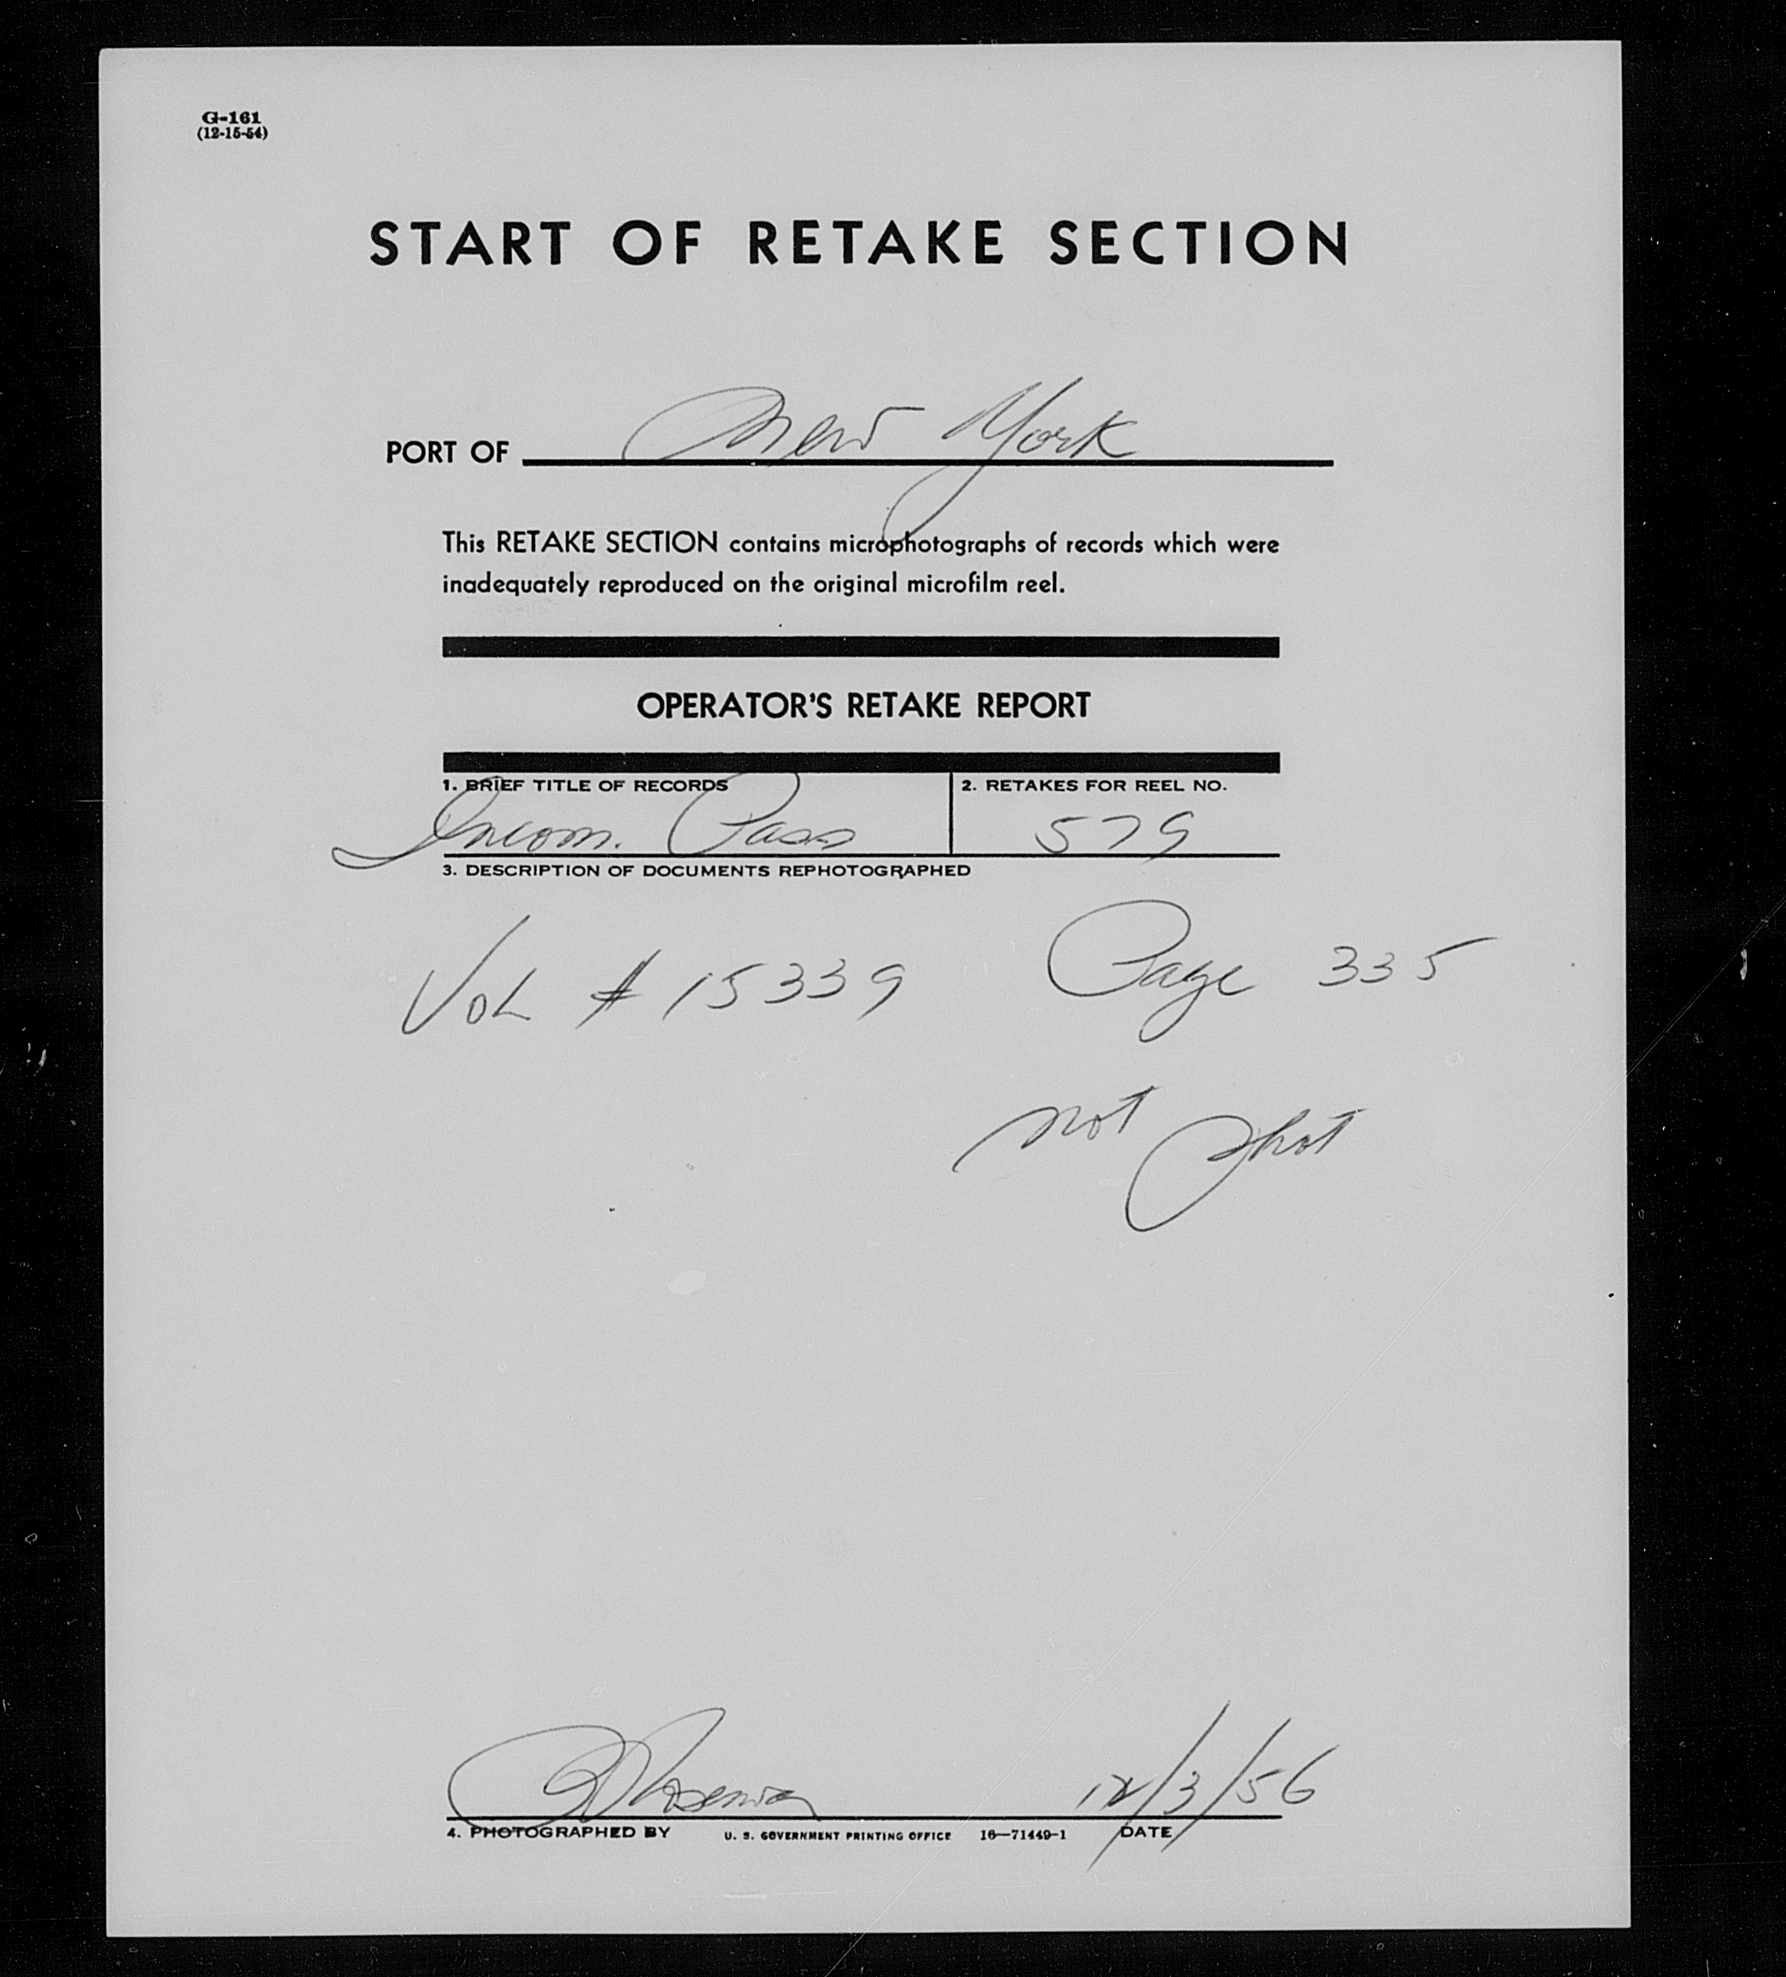 G-161
(12-15-54)
START OF RETAKE SECTION
PORT OF New York
This RETAKE SECTION contains microphotographs of records which were
inadequately reproduced on the original microfilm reel.
OPERATOR'S RETAKE REPORT
1. BRIEF TITLE OF RECORDS 2. RETAKES FOR REEL NO.
Incom. Pass 579
3. DESCRIPTION OF DOCUMENTS REPHOTOGRAPHED
Vol # 15339 Page 335
not shot
12/3/56
4. PHOTOGRAPHED BY U. S. GOVERNMENT PRINTING OFFICE 16—71449-1 DATE